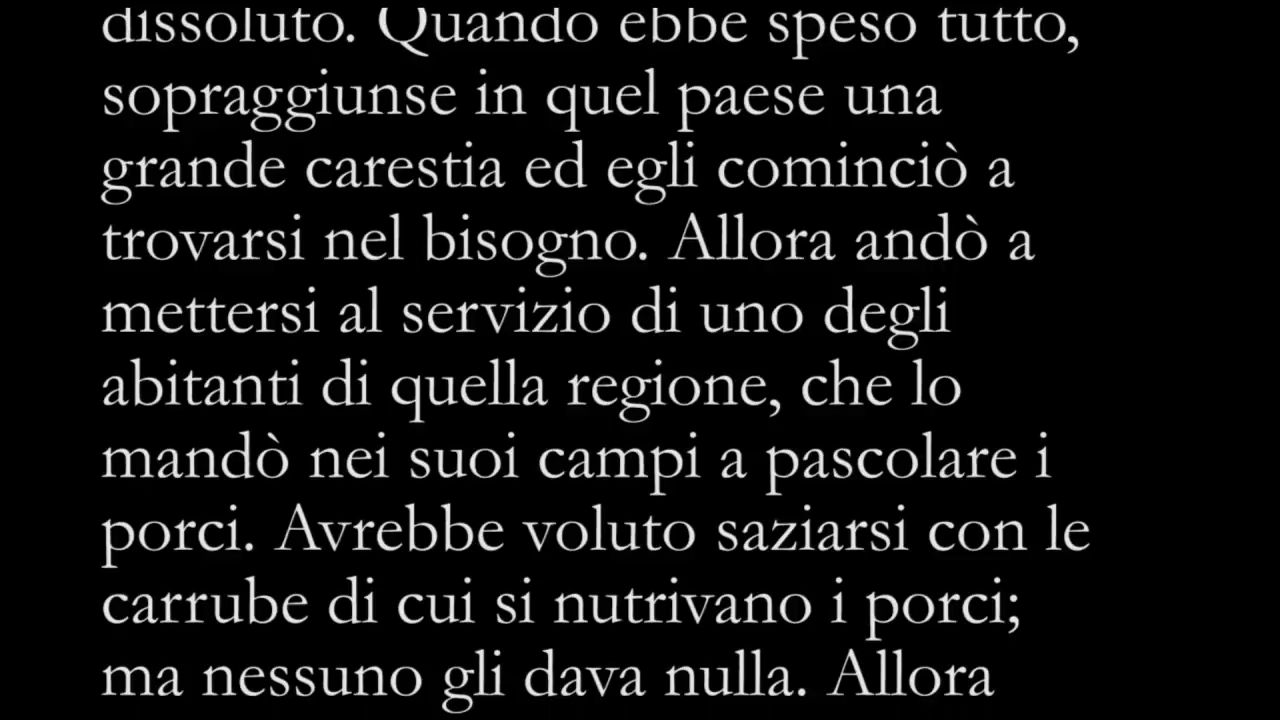 dissoluto. Quando ebbe speso tutto,
sopraggiunse in quel paese una
grande carestia ed egli cominciò a
trovarsi nel bisogno. Allora andò a
mettersi al servizio di uno degli
abitanti di quella regione, che lo
mandò nei suoi campi a pascolare i
porci. Avrebbe voluto saziarsi con le
carrube di cui si nutrivano i porci;
ma nessuno gli dava nulla. Allora